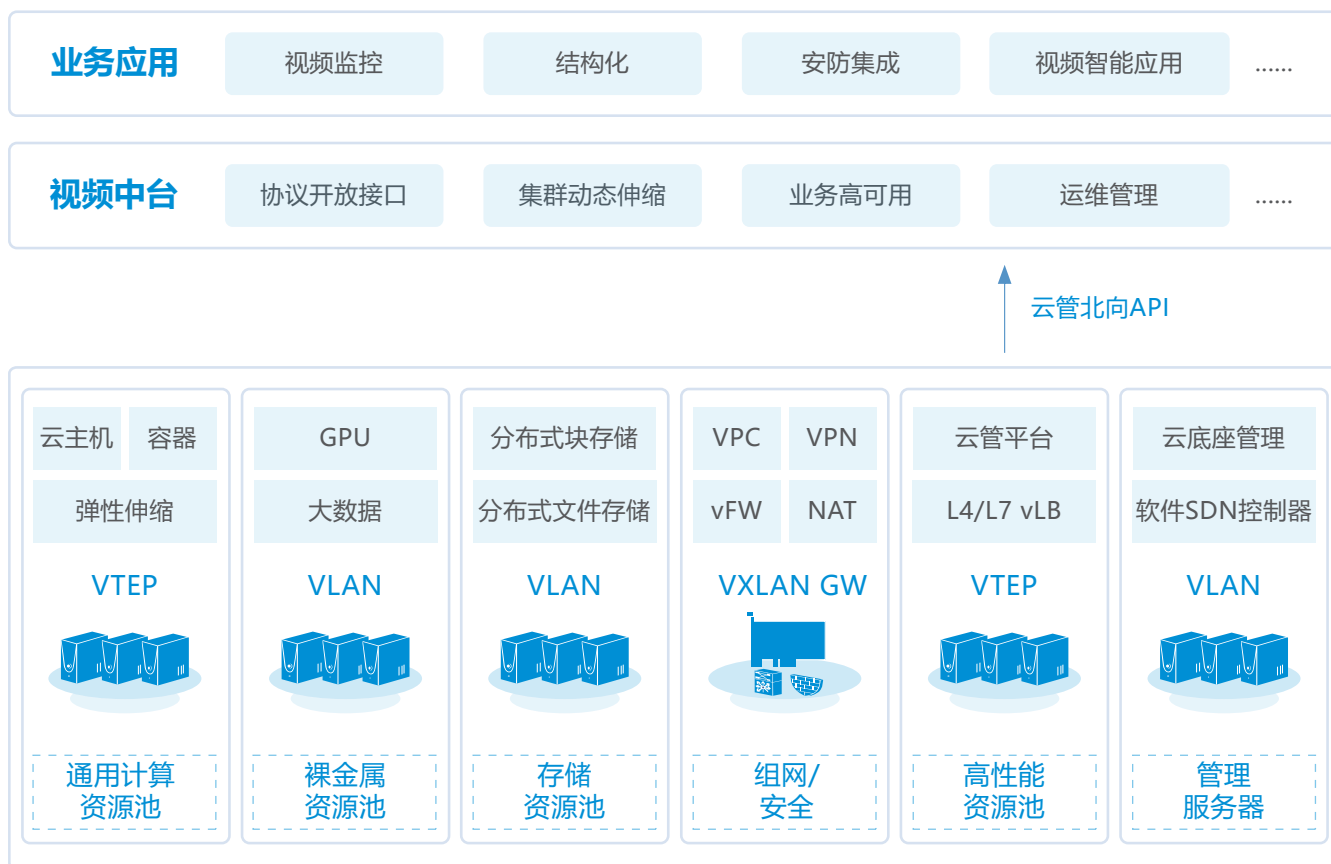 业务应用
视频监控
结构化
安防集成
视频智能应用
......
视频中台
协议开放接口
集群动态伸缩
业务高可用
运维管理
......
云管北向API
云主机
容器
弹性伸缩
VTEP
通用计算
资源池
GPU
大数据
VLAN
裸金属
资源池
分布式块存储
分布式文件存储
VLAN
存储
资源池
VPC
VPN
vFW
NAT
VXLAN GW
组网/
安全
云管平台
L4/L7 vLB
VTEP
高性能
资源池
云底座管理
软件SDN控制器
VLAN
管理
服务器